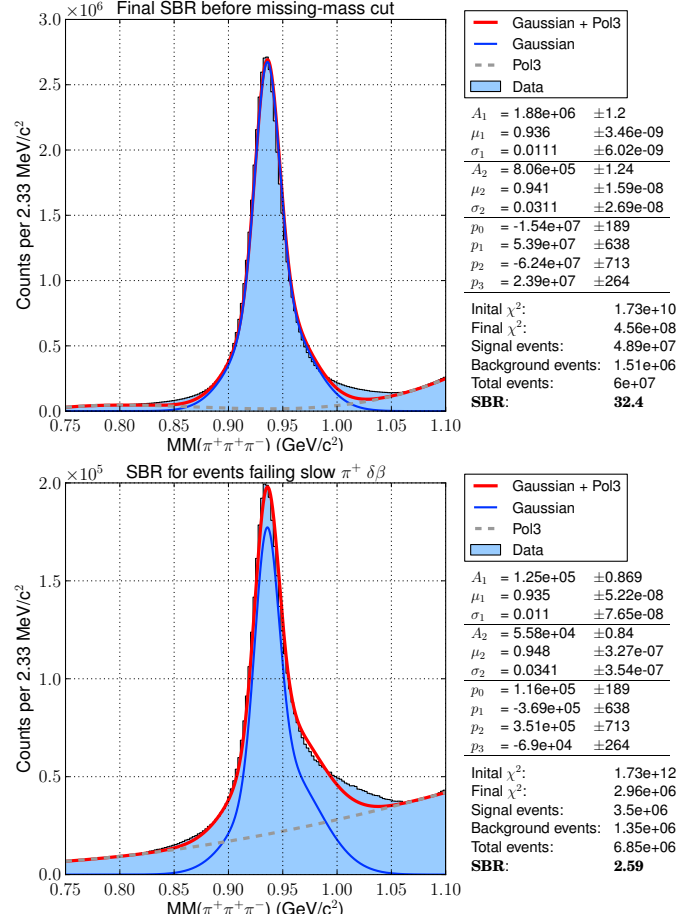 Final SBR before missing-mass cut
×10⁶
3.0
2.5
2.0
1.5
1.0
0.5
0.0
Counts per 2.33 MeV/c²
0.75 0.80 0.85 0.90 0.95 1.00 1.05 1.10
MM(π⁺π⁺π⁻) (GeV/c²)
Gaussian + Pol3
Gaussian
Pol3
Data
A₁ = 1.88e+06 ±1.2
μ₁ = 0.936 ±3.46e-09
σ₁ = 0.0111 ±6.02e-09
A₂ = 8.06e+05 ±1.24
μ₂ = 0.941 ±1.59e-08
σ₂ = 0.0311 ±2.69e-08
p₀ = -1.54e+07 ±189
p₁ = 5.39e+07 ±638
p₂ = -6.24e+07 ±713
p₃ = 2.39e+07 ±264
Inital χ²: 1.73e+10
Final χ²: 4.56e+08
Signal events: 4.89e+07
Background events: 1.51e+06
Total events: 6e+07
SBR: 32.4
SBR for events failing slow π⁺ δβ
×10⁵
2.0
1.5
1.0
0.5
0.0
Counts per 2.33 MeV/c²
0.75 0.80 0.85 0.90 0.95 1.00 1.05 1.10
MM(π⁺π⁺π⁻) (GeV/c²)
Gaussian + Pol3
Gaussian
Pol3
Data
A₁ = 1.25e+05 ±0.869
μ₁ = 0.935 ±5.22e-08
σ₁ = 0.011 ±7.65e-08
A₂ = 5.58e+04 ±0.84
μ₂ = 0.948 ±3.27e-07
σ₂ = 0.0341 ±3.54e-07
p₀ = 1.16e+05 ±189
p₁ = -3.69e+05 ±638
p₂ = 3.51e+05 ±713
p₃ = -6.9e+04 ±264
Inital χ²: 1.73e+12
Final χ²: 2.96e+06
Signal events: 3.5e+06
Background events: 1.35e+06
Total events: 6.85e+06
SBR: 2.59